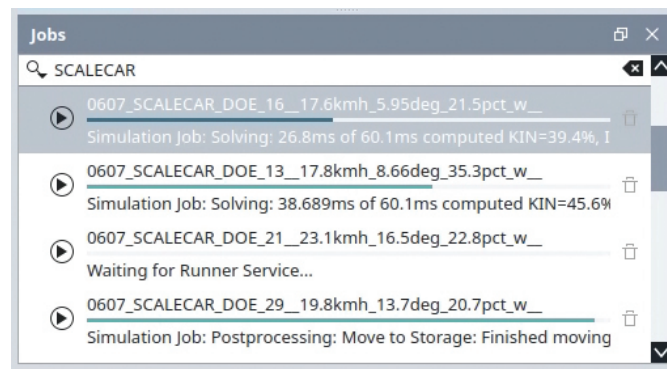 Jobs
SCALECAR
0607_SCALECAR_DOE_16__17.6kmh_5.95deg_21.5pct_w__
Simulation Job: Solving: 26.8ms of 60.1ms computed KIN=39.4%, I
0607_SCALECAR_DOE_13__17.8kmh_8.66deg_35.3pct_w__
Simulation Job: Solving: 38.689ms of 60.1ms computed KIN=45.6%
0607_SCALECAR_DOE_21__23.1kmh_16.5deg_22.8pct_w__
Waiting for Runner Service...
0607_SCALECAR_DOE_29__19.8kmh_13.7deg_20.7pct_w__
Simulation Job: Postprocessing: Move to Storage: Finished moving